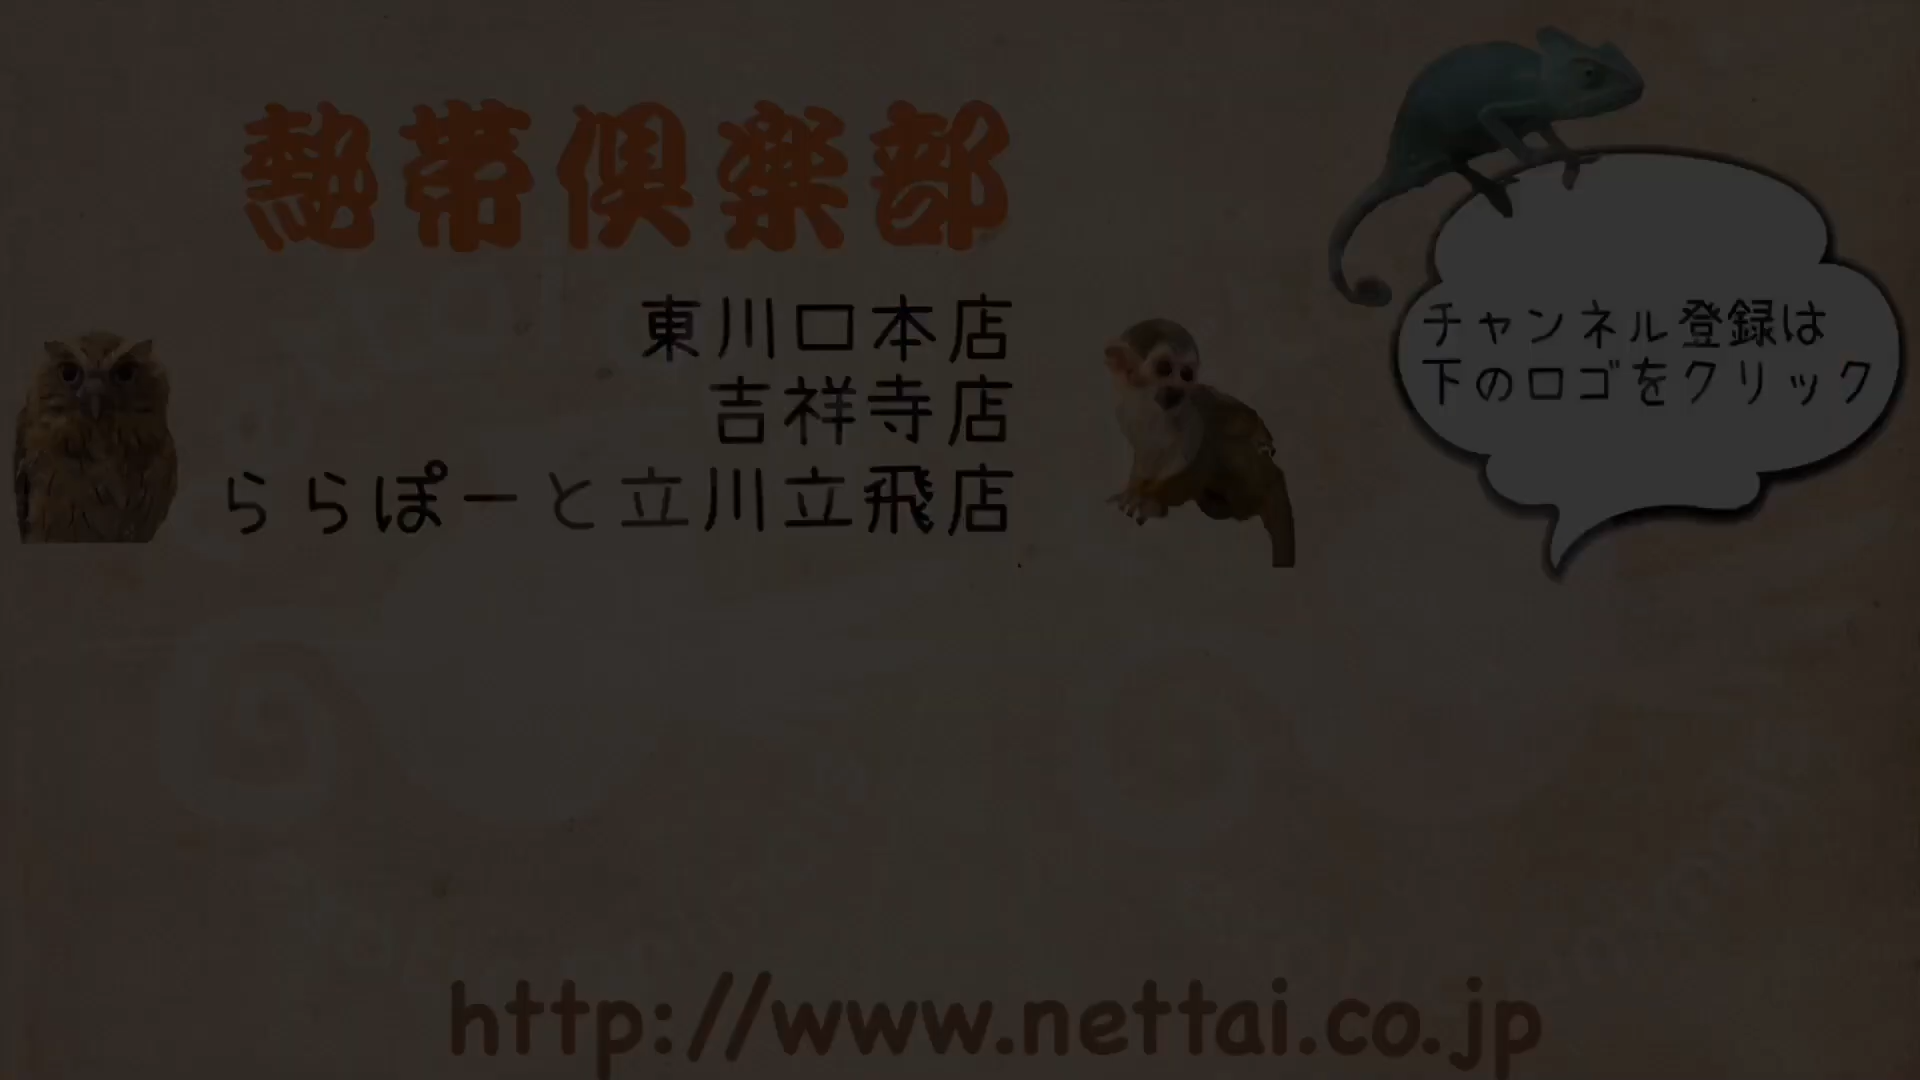 熱帯倶楽部
東川口本店
吉祥寺店
ららぽーと立川立飛店
チャンネル登録は
下のロゴをクリック
http://www.nettai.co.jp